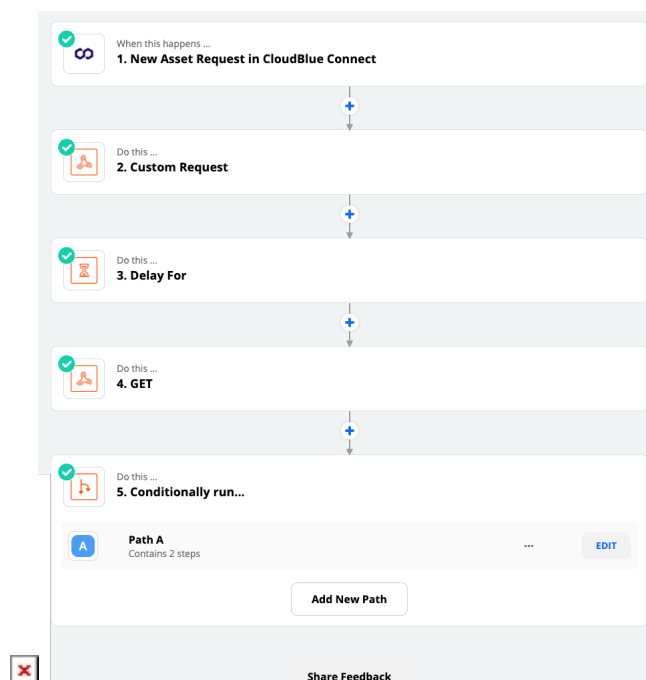 When this happens ...
1. New Asset Request in CloudBlue Connect
Do this ...
2. Custom Request
Do this ...
3. Delay For
Do this ...
4. GET
Do this ...
5. Conditionally run...
A
Path A
Contains 2 steps
...
EDIT
Add New Path
Share Feedback